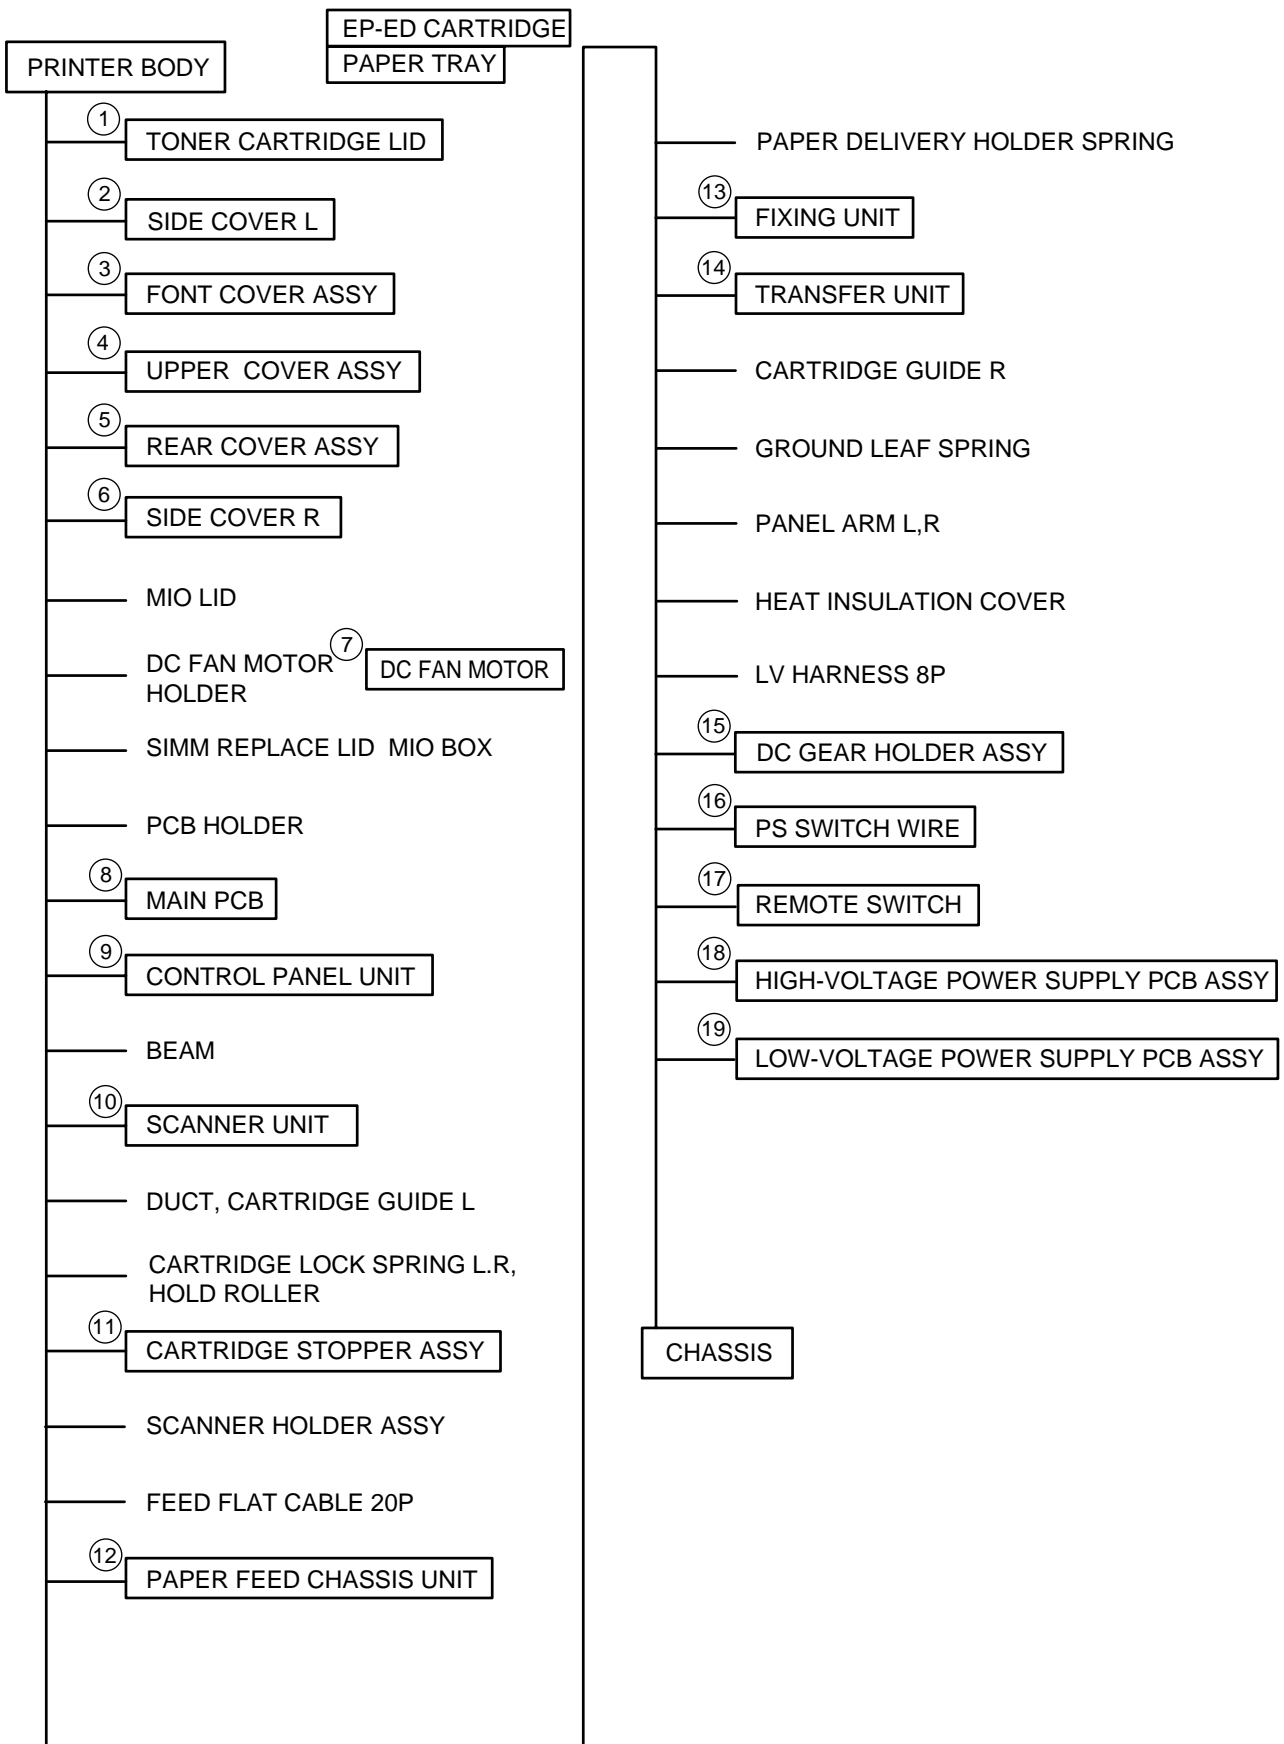 EP-ED CARTRIDGE
PAPER TRAY
PRINTER BODY
1
TONER CARTRIDGE LID
2
SIDE COVER L
3
FONT COVER ASSY
4
UPPER COVER ASSY
5
REAR COVER ASSY
6
SIDE COVER R
MIO LID
DC FAN MOTOR
HOLDER
7
DC FAN MOTOR
SIMM REPLACE LID MIO BOX
PCB HOLDER
8
MAIN PCB
9
CONTROL PANEL UNIT
BEAM
10
SCANNER UNIT
DUCT, CARTRIDGE GUIDE L
CARTRIDGE LOCK SPRING L.R,
HOLD ROLLER
11
CARTRIDGE STOPPER ASSY
SCANNER HOLDER ASSY
FEED FLAT CABLE 20P
12
PAPER FEED CHASSIS UNIT
PAPER DELIVERY HOLDER SPRING
13
FIXING UNIT
14
TRANSFER UNIT
CARTRIDGE GUIDE R
GROUND LEAF SPRING
PANEL ARM L,R
HEAT INSULATION COVER
LV HARNESS 8P
15
DC GEAR HOLDER ASSY
16
PS SWITCH WIRE
17
REMOTE SWITCH
18
HIGH-VOLTAGE POWER SUPPLY PCB ASSY
19
LOW-VOLTAGE POWER SUPPLY PCB ASSY
CHASSIS